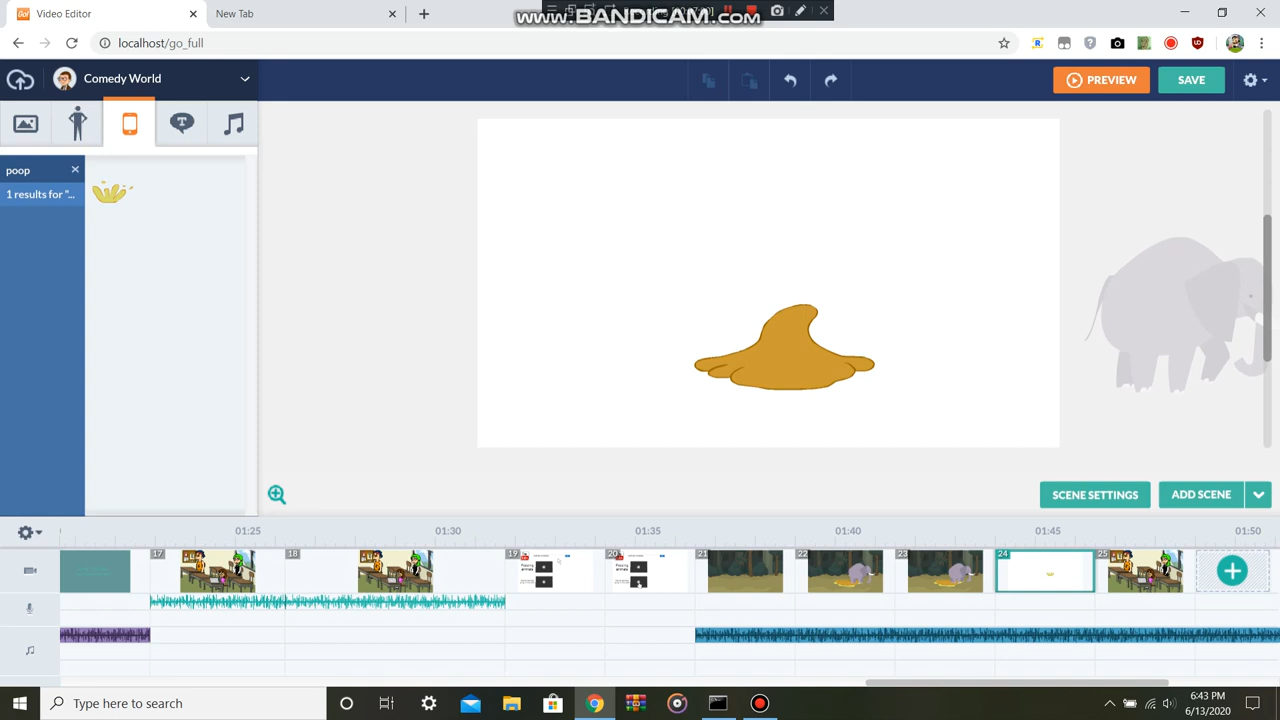 Video Editor
New Tab
www.BANDICAM.com
localhost/go_full
Comedy World
PREVIEW
SAVE
poop
1 results for "...
SCENE SETTINGS
ADD SCENE
01:25
01:30
01:35
01:40
01:45
01:50
17
18
19
20
21
22
23
24
25
Type here to search
6:43 PM
6/13/2020